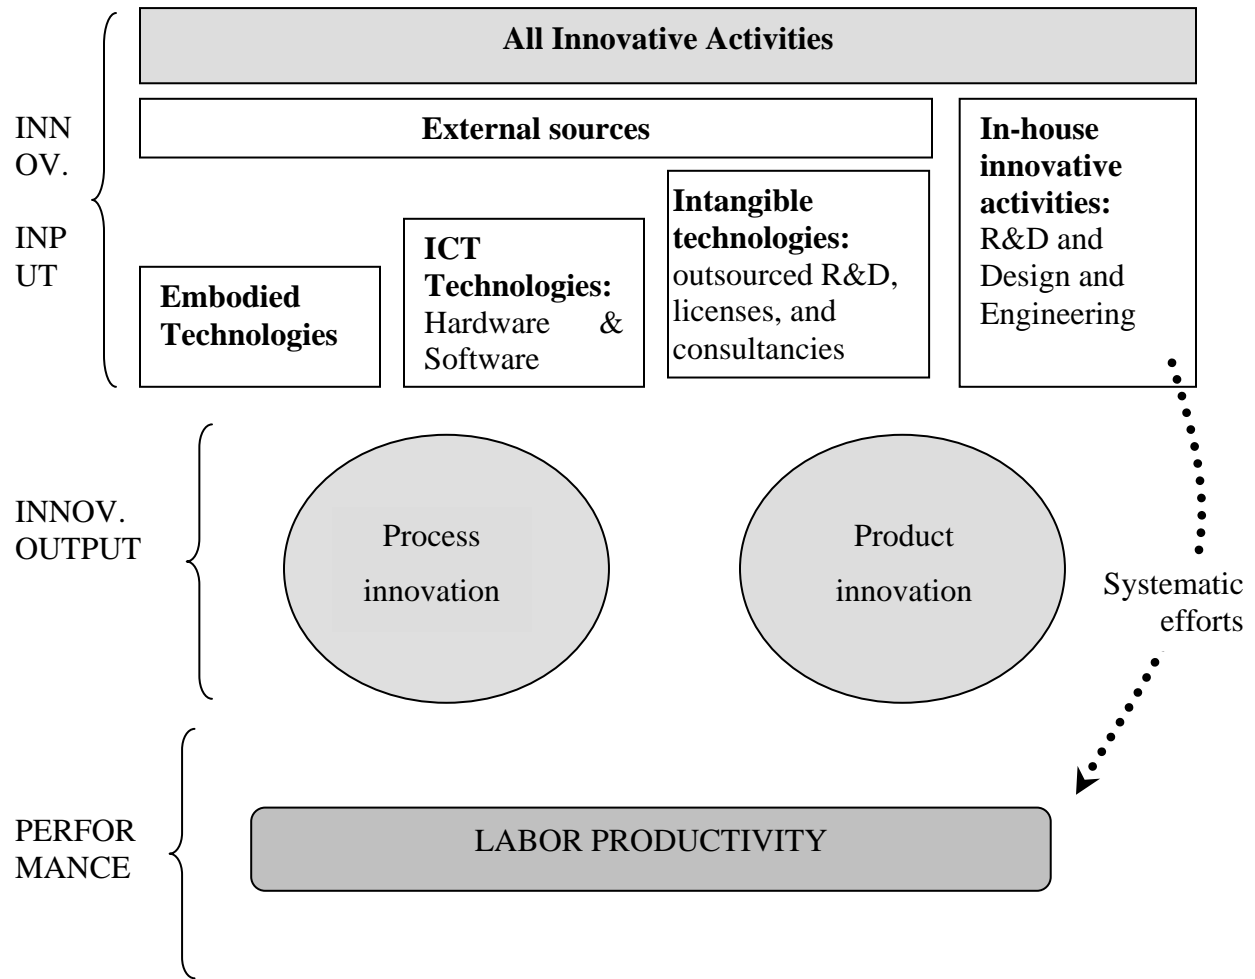 All Innovative Activities
INN
OV.
INP
UT
External sources
In-house
innovative
activities:
R&D and
Design and
Engineering
Intangible
technologies:
outsourced R&D,
licenses, and
consultancies
ICT
Technologies:
Hardware &
Software
Embodied
Technologies
INNOV.
OUTPUT
Process
innovation
Product
innovation
Systematic
efforts
PERFOR
MANCE
LABOR PRODUCTIVITY